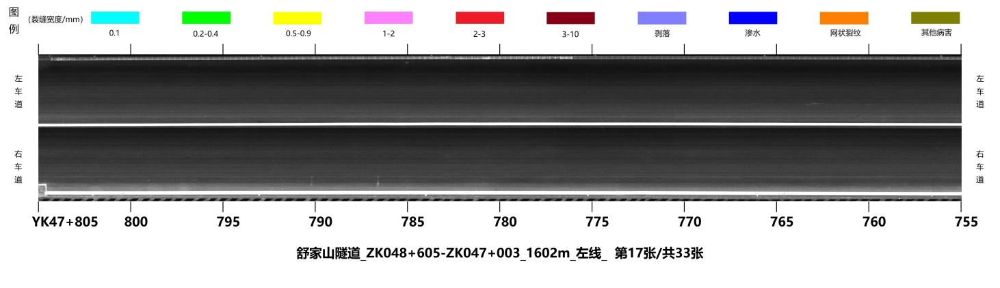 图例
(裂缝宽度/mm)
0.1 0.2-0.4 0.5-0.9 1-2 2-3 3-10 剥落 渗水 网状裂纹 其他病害
左车道
左车道
右车道
右车道
YK47+805 800 795 790 785 780 775 770 765 760 755
舒家山隧道_ZK048+605-ZK047+003_1602m_左线_ 第17张/共33张